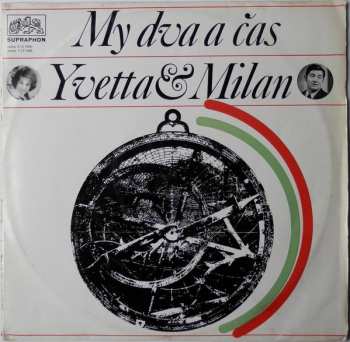 My dva a čas
SUPRAPHON
Yvetta & Milan